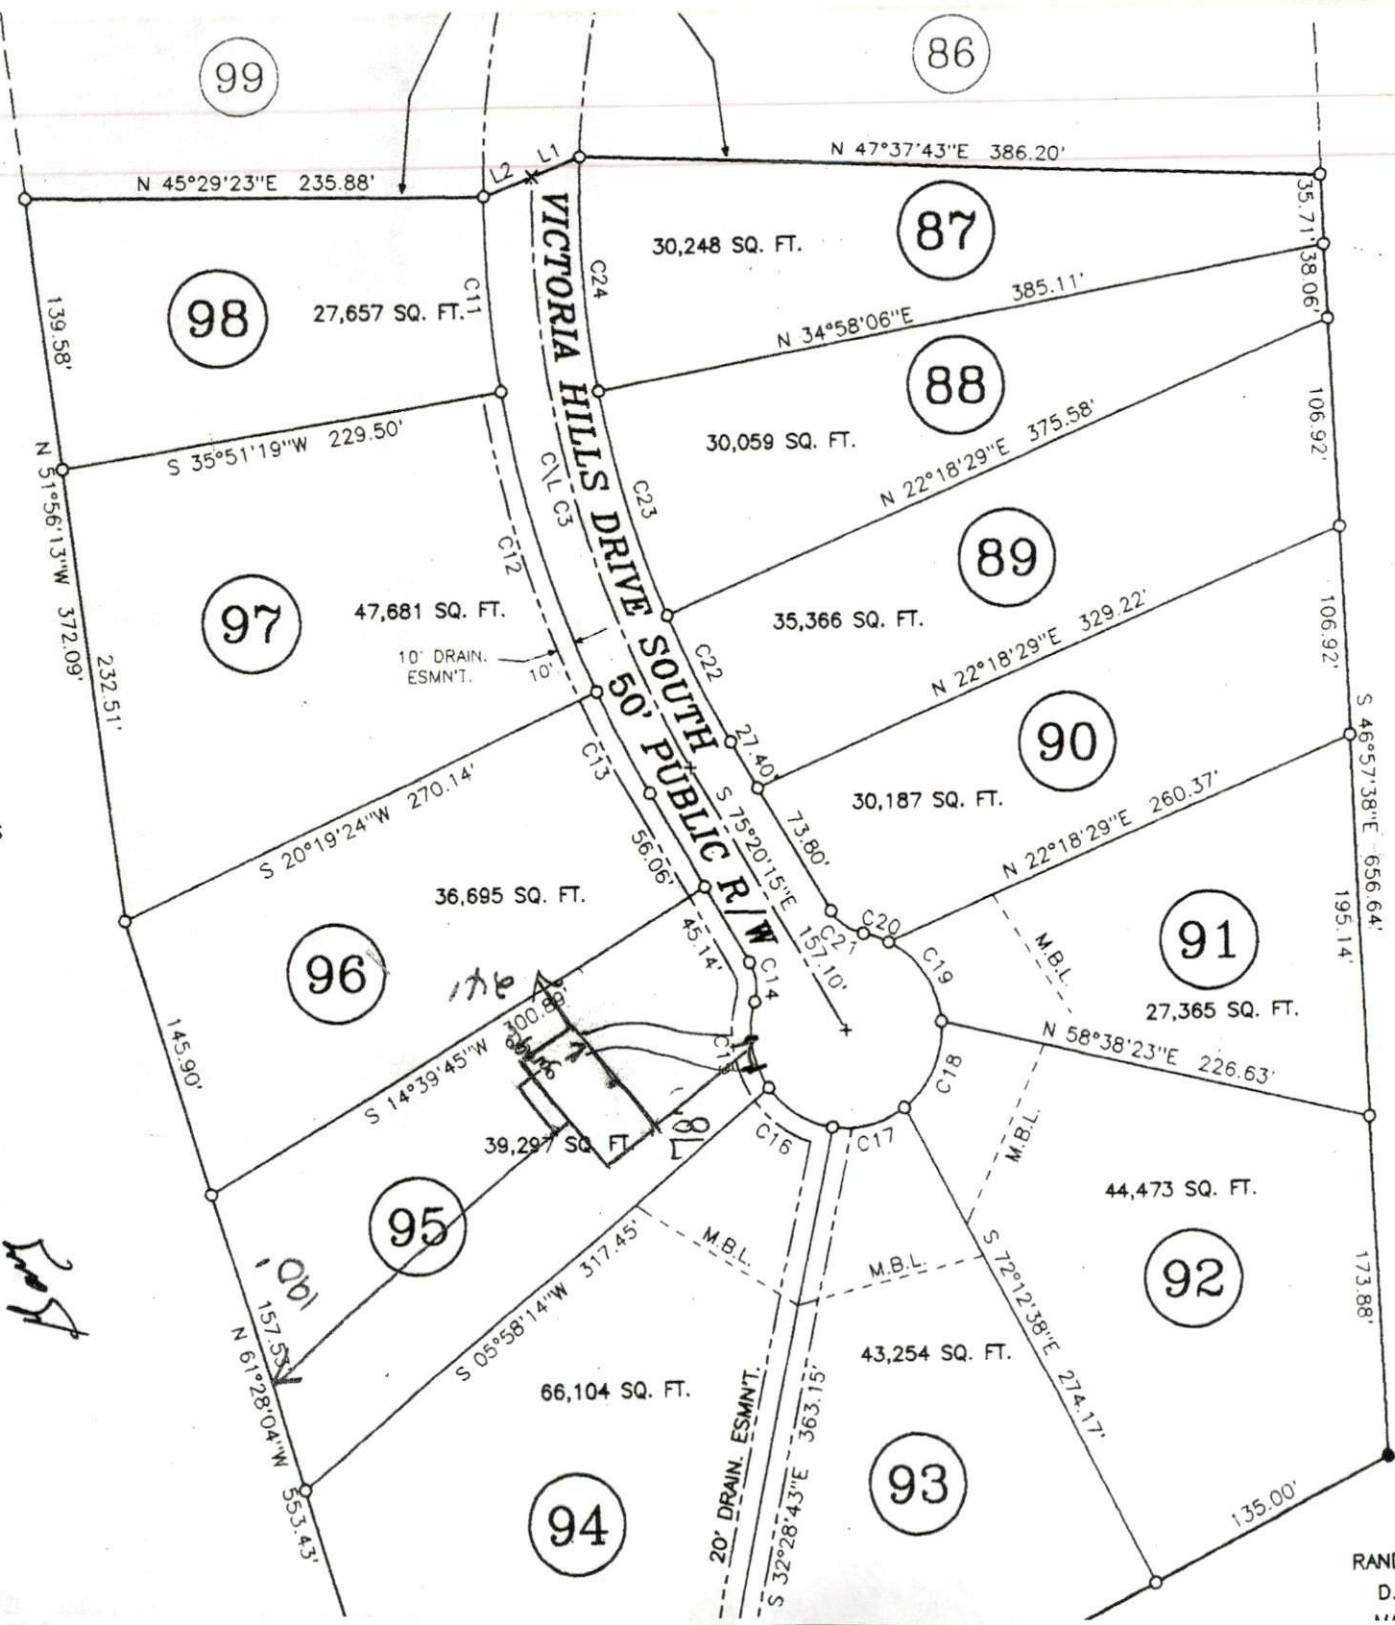 99
86
L1
L2
N 47°37'43"E 386.20'
N 45°29'23"E 235.88'
35.71'
87
30,248 SQ. FT.
38.06'
C11
C24
98
27,657 SQ. FT.
139.58'
385.11'
N 34°58'06"E
VICTORIA HILLS DRIVE SOUTH
50' PUBLIC R/W
88
30,059 SQ. FT.
106.92'
S 35°51'19"W 229.50'
N 22°18'29"E 375.58'
N 51°56'13"W 372.09'
C\L C3
C23
C12
89
35,366 SQ. FT.
97
47,681 SQ. FT.
106.92'
232.51'
10' DRAIN.
ESMN'T.
10'
C22
N 22°18'29"E 329.22'
27.40'
90
30,187 SQ. FT.
S 46°57'38"E 656.64'
C13
S 20°19'24"W 270.14'
S 75°20'15"E 157.10'
73.80'
N 22°18'29"E 260.37'
56.06'
36,695 SQ. FT.
96
45.14'
C21
C20
C19
M.B.L.
91
195.14'
27,365 SQ. FT.
C14
145.90'
S 14°39'45"W
N 58°38'23"E 226.63'
C18
39,297 SQ. FT.
C16
C17
M.B.L.
44,473 SQ. FT.
95
92
M.B.L.
M.B.L.
100'
157.53'
N 61°28'04"W 553.43'
S 05°58'14"W 317.45'
S 72°12'38"E 274.17'
173.88'
66,104 SQ. FT.
43,254 SQ. FT.
94
93
20' DRAIN. ESMN'T.
S 32°28'43"E 363.15'
135.00'
D.